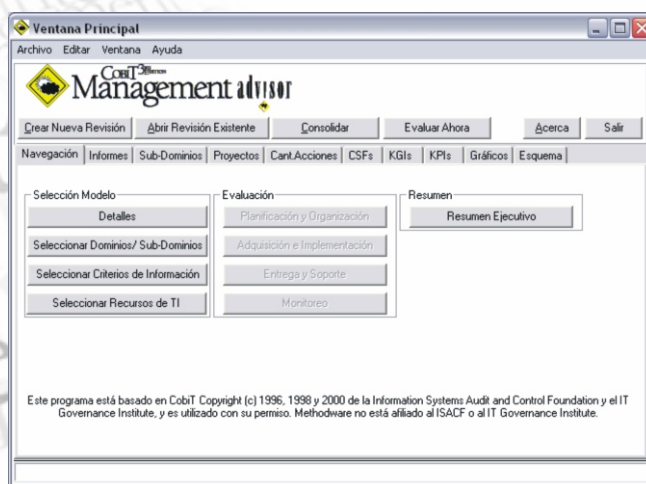 Ventana Principal
Archivo Editar Ventana Ayuda
COBIT 3rd Edition
Management advisor
Crear Nueva Revisión Abrir Revisión Existente Consolidar Evaluar Ahora Acerca Salir
Navegación Informes Sub-Dominios Proyectos Cant.Acciones CSFs KGIs KPIs Gráficos Esquema
Selección Modelo Evaluación Resumen
Detalles Planificación y Organización Resumen Ejecutivo
Seleccionar Dominios/ Sub-Dominios Adquisición e Implementación
Seleccionar Criterios de Información Entrega y Soporte
Seleccionar Recursos de TI Monitoreo
Este programa está basado en CobiT Copyright (c) 1996, 1998 y 2000 de la Information Systems Audit and Control Foundation y el IT
Governance Institute, y es utilizado con su permiso. Methodware no está afiliado al ISACF o al IT Governance Institute.